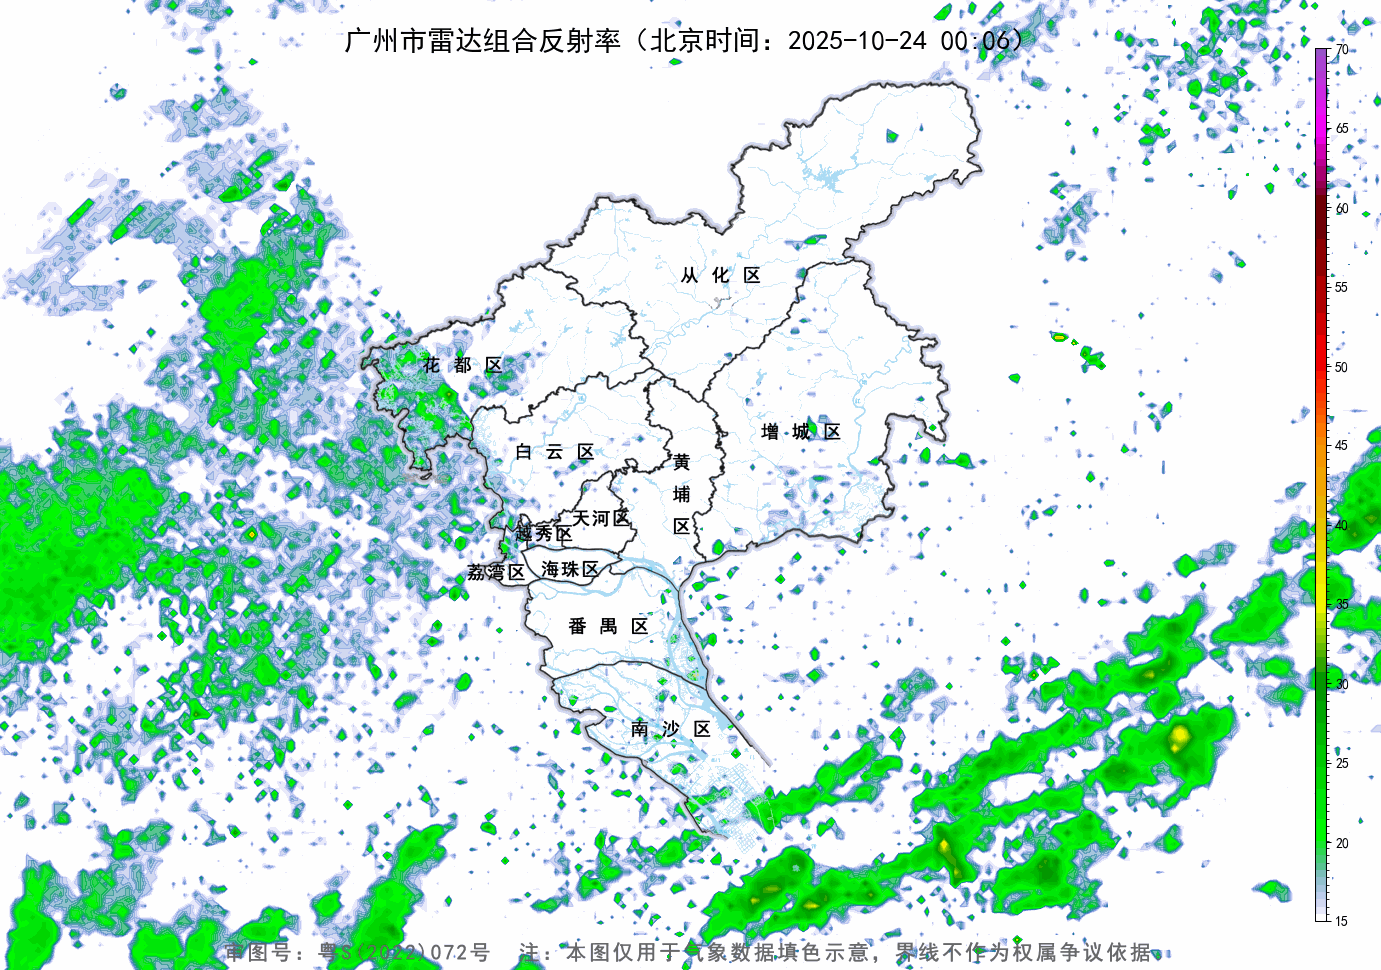 广州市雷达组合反射率（北京时间：2025-10-24 00:06）
70
65
60
55
50
45
40
35
30
25
20
15
从化区
花都区
增城区
白云区
黄埔区
天河区
越秀区
荔湾区
海珠区
番禺区
南沙区
审图号：粤S(2022)072号 注：本图仅用于气象数据填色示意，界线不作为权属争议依据。